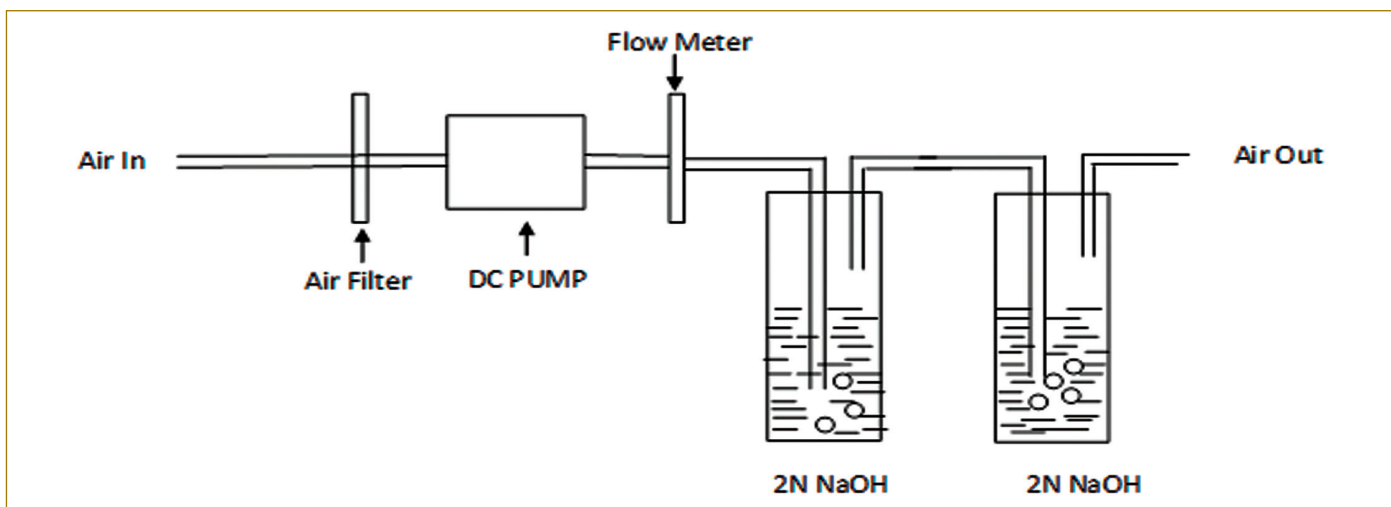 Flow Meter
Air In
Air Out
Air Filter
DC PUMP
2N NaOH
2N NaOH